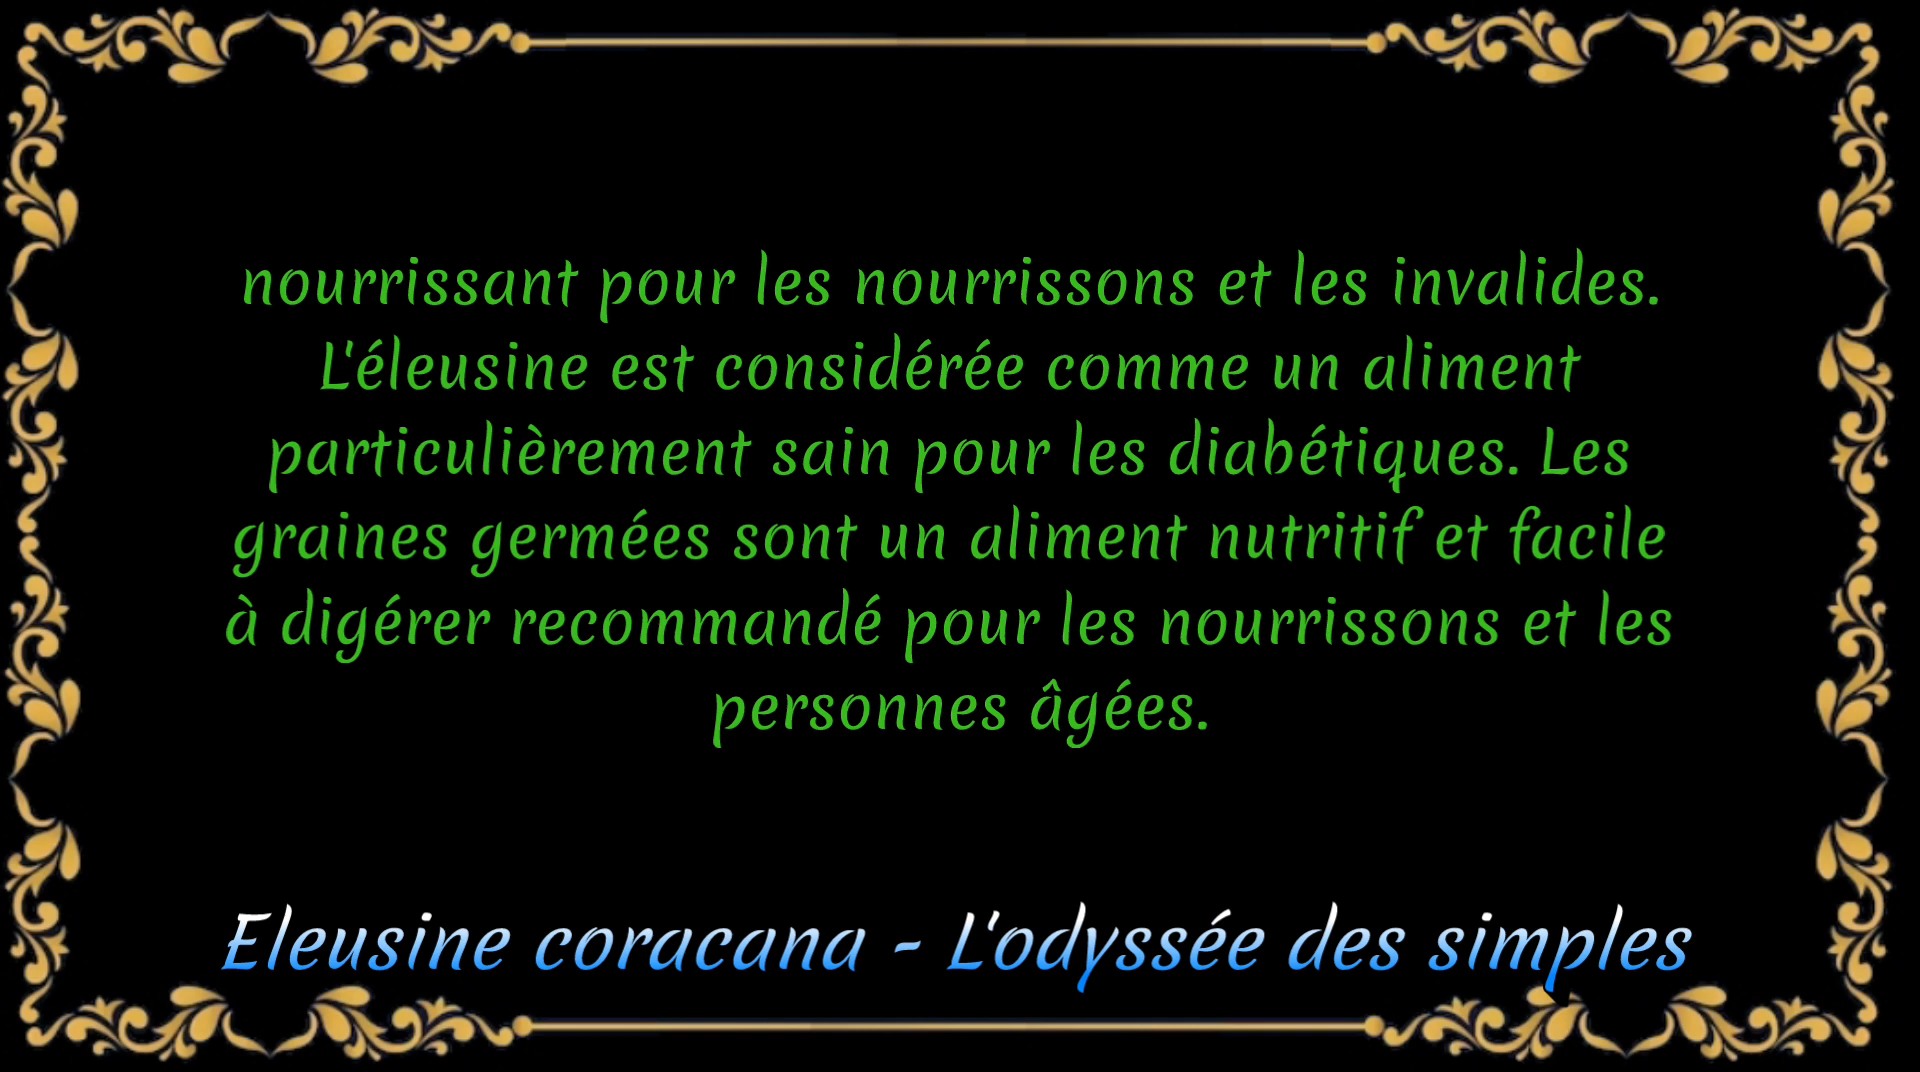 nourrissant pour les nourrissons et les invalides.
L'éleusine est considérée comme un aliment
particulièrement sain pour les diabétiques. Les
graines germées sont un aliment nutritif et facile
à digérer recommandé pour les nourrissons et les
personnes âgées.
Eleusine coracana - L'odyssée des simples